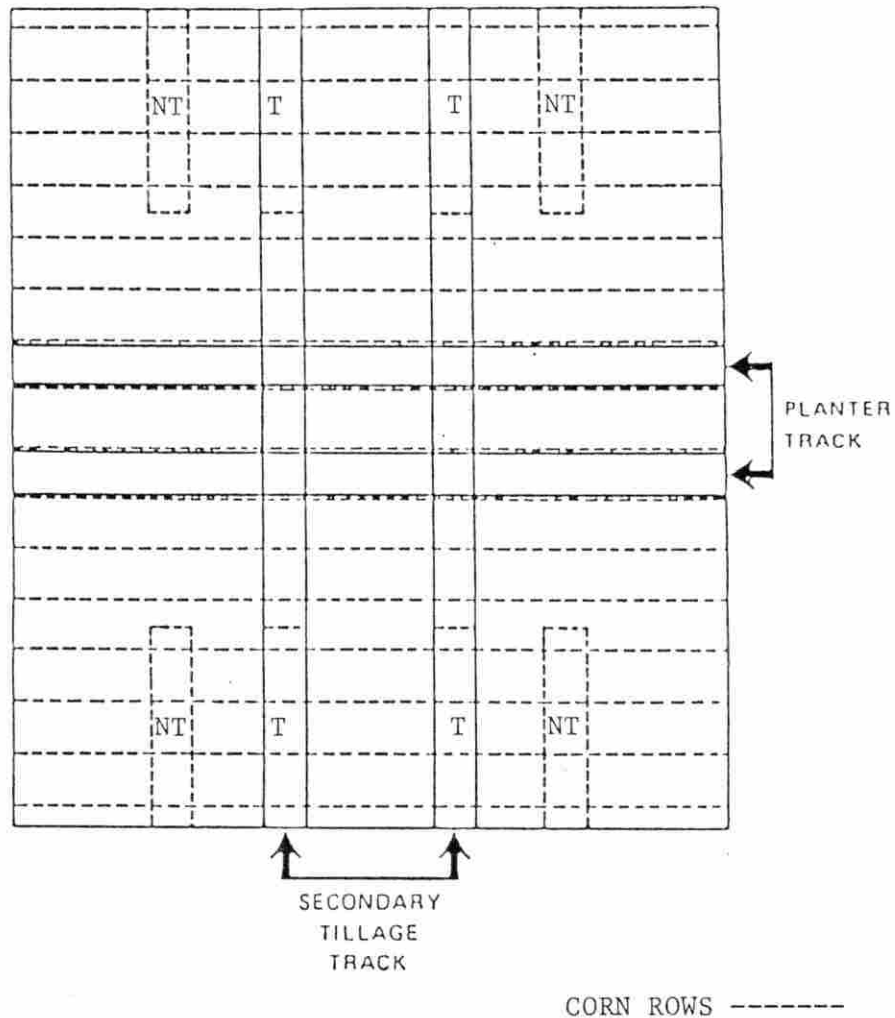 NT T T NT
PLANTER
TRACK
NT T T NT
SECONDARY
TILLAGE
TRACK
CORN ROWS